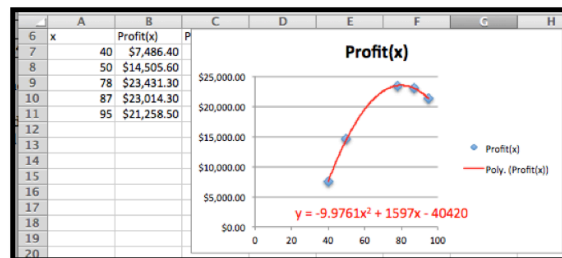 A B C D E F G H
6 x Profit(x) P
7 40 $7,486.40
8 50 $14,505.60
9 78 $23,431.30
10 87 $23,014.30
11 95 $21,258.50
12
13
14
15
16
17
18
19
20
Profit(x)
$25,000.00
$20,000.00
$15,000.00
$10,000.00
$5,000.00
$0.00
0 20 40 60 80 100
y = -9.9761x² + 1597x - 40420
Profit(x)
Poly. (Profit(x))